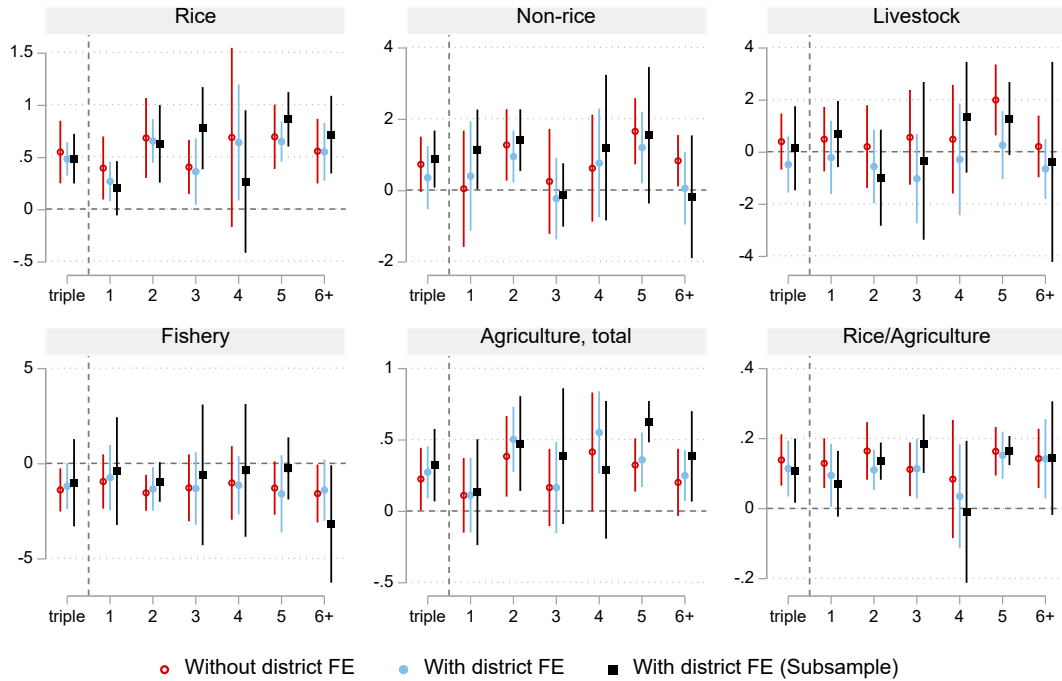 Rice
Non-rice
Livestock
1.5
1
.5
0
-.5
triple 1 2 3 4 5 6+
4
2
0
-2
triple 1 2 3 4 5 6+
4
2
0
-2
-4
triple 1 2 3 4 5 6+
Fishery
Agriculture, total
Rice/Agriculture
5
0
-5
triple 1 2 3 4 5 6+
1
.5
0
-.5
triple 1 2 3 4 5 6+
.4
.2
0
-.2
triple 1 2 3 4 5 6+
Without district FE With district FE With district FE (Subsample)